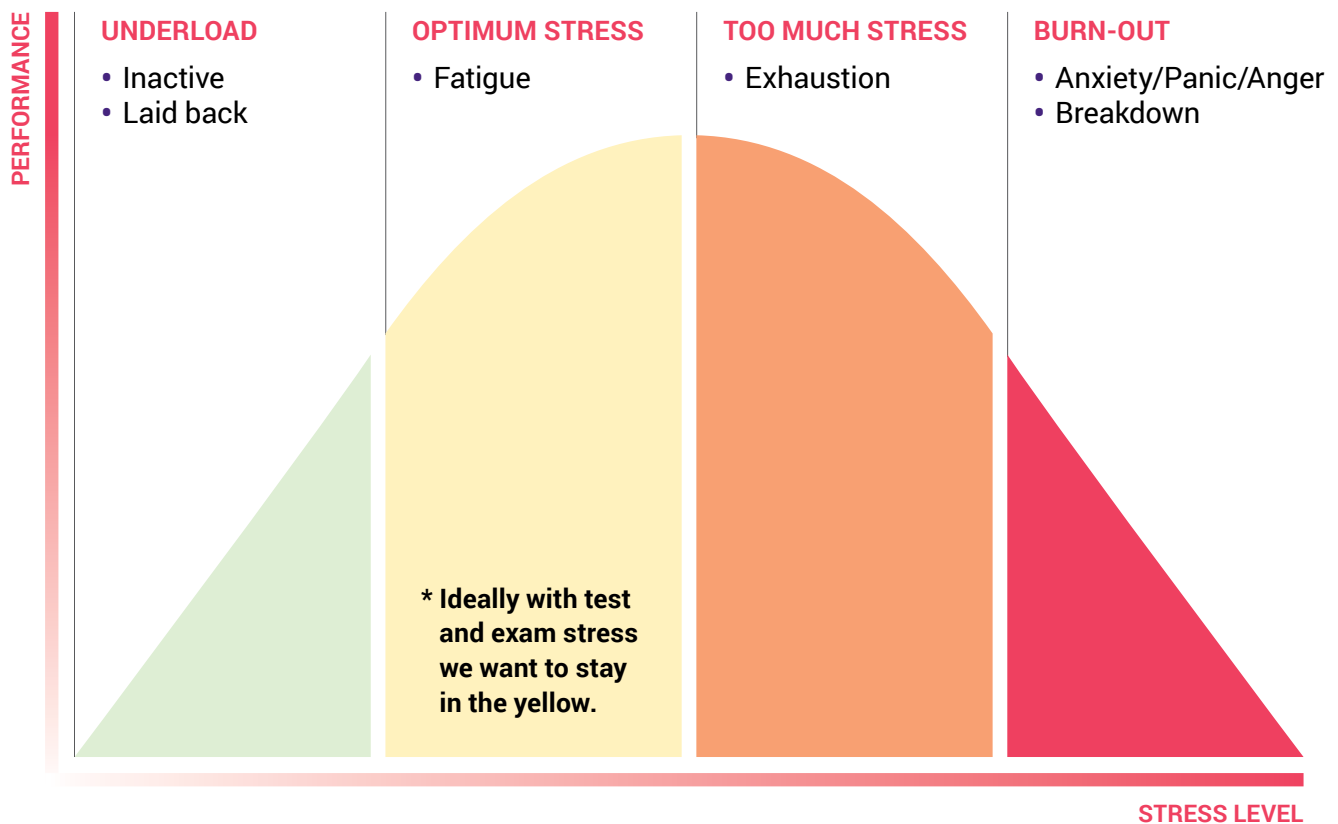 PERFORMANCE
UNDERLOAD
• Inactive
• Laid back
OPTIMUM STRESS
• Fatigue
TOO MUCH STRESS
• Exhaustion
BURN-OUT
• Anxiety/Panic/Anger
• Breakdown
* Ideally with test
and exam stress
we want to stay
in the yellow.
STRESS LEVEL